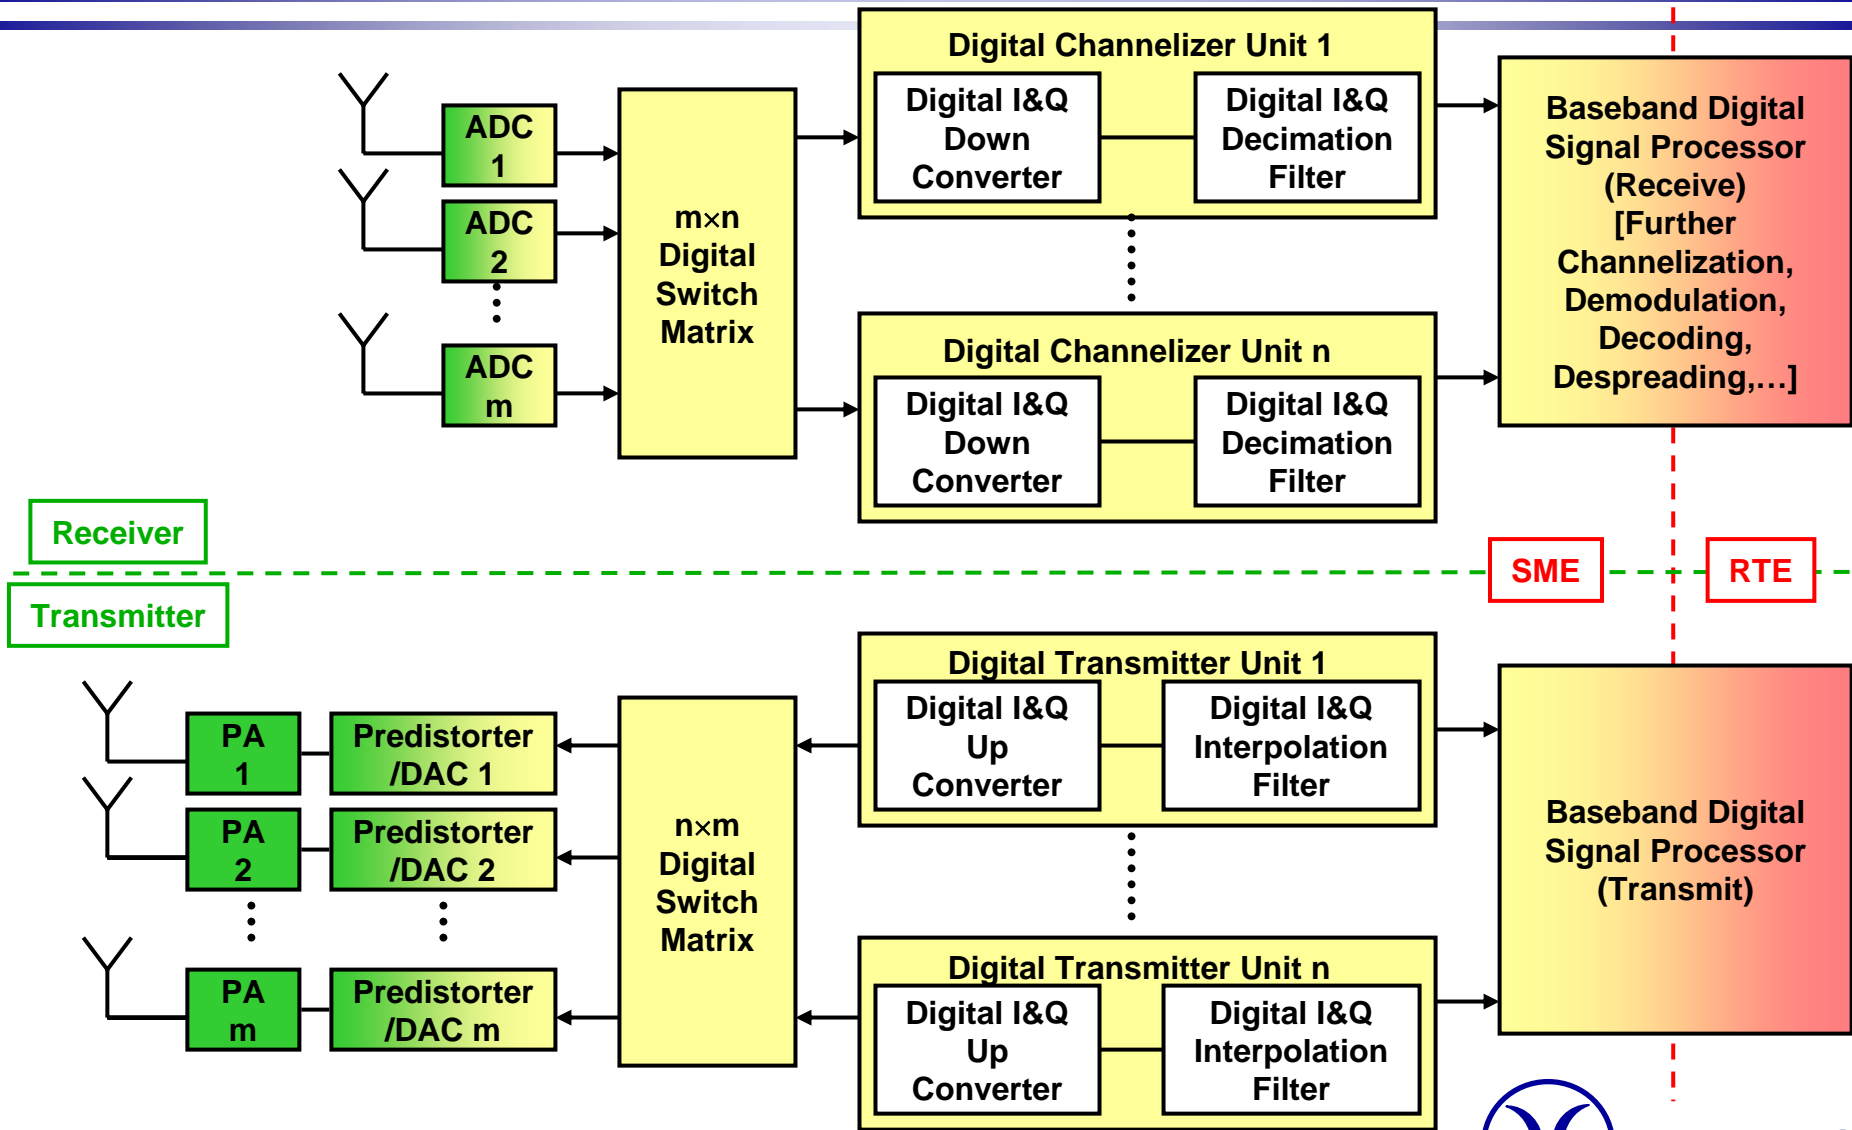 Digital Channelizer Unit 1
Digital I&Q
Down
Converter
Digital I&Q
Decimation
Filter
ADC
1
ADC
2
ADC
m
m×n
Digital
Switch
Matrix
Digital Channelizer Unit n
Digital I&Q
Down
Converter
Digital I&Q
Decimation
Filter
Baseband Digital
Signal Processor
(Receive)
[Further
Channelization,
Demodulation,
Decoding,
Despreading,…]
Receiver
SME
RTE
Transmitter
Digital Transmitter Unit 1
Digital I&Q
Up
Converter
Digital I&Q
Interpolation
Filter
PA
1
Predistorter
/DAC 1
PA
2
Predistorter
/DAC 2
PA
m
Predistorter
/DAC m
n×m
Digital
Switch
Matrix
Digital Transmitter Unit n
Digital I&Q
Up
Converter
Digital I&Q
Interpolation
Filter
Baseband Digital
Signal Processor
(Transmit)